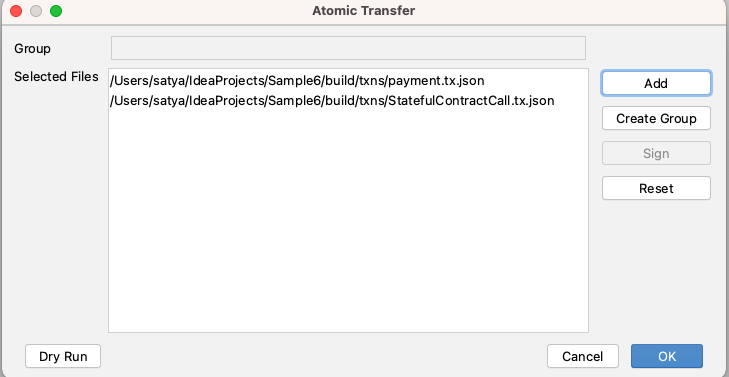 Atomic Transfer
Group
Selected Files
/Users/satya/IdeaProjects/Sample6/build/txns/payment.tx.json
/Users/satya/IdeaProjects/Sample6/build/txns/StatefulContractCall.tx.json
Add
Create Group
Sign
Reset
Dry Run
Cancel
OK